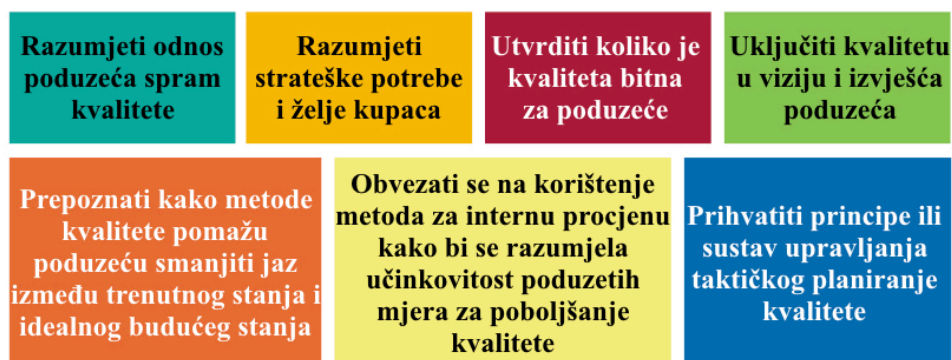 Razumjeti odnos
poduzeća spram
kvalitete
Razumjeti
strateške potrebe
i želje kupaca
Utvrditi koliko je
kvaliteta bitna
za poduzeće
Uključiti kvalitetu
u viziju i izvješća
poduzeća
Prepoznati kako metode
kvalitete pomažu
poduzeću smanjiti jaz
između trenutnog stanja i
idealnog budućeg stanja
Obvezati se na korištenje
metoda za internu procjenu
kako bi se razumjela
učinkovitost poduzetih
mjera za poboljšanje
kvalitete
Prihvatiti principe ili
sustav upravljanja
taktičkog planiranje
kvalitete